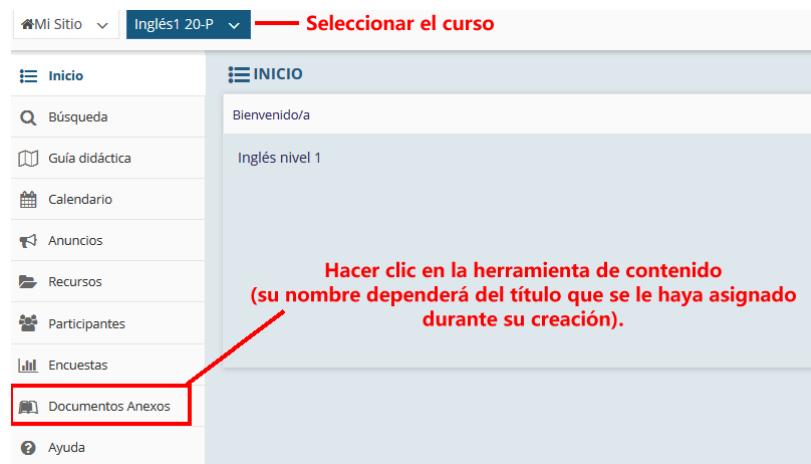 Mi Sitio
Inglés1 20-P
Seleccionar el curso
Inicio
Búsqueda
Guía didáctica
Calendario
Anuncios
Recursos
Participantes
Encuestas
Documentos Anexos
Ayuda
INICIO
Bienvenido/a
Inglés nivel 1
Hacer clic en la herramienta de contenido
(su nombre dependerá del título que se le haya asignado
durante su creación).